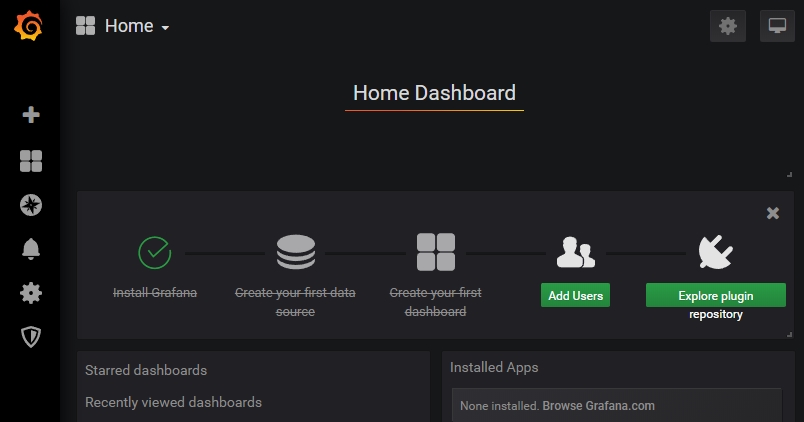 Home
Home Dashboard
Install Grafana
Create your first data
source
Create your first
dashboard
Add Users
Explore plugin
repository
Starred dashboards
Recently viewed dashboards
Installed Apps
None installed. Browse Grafana.com